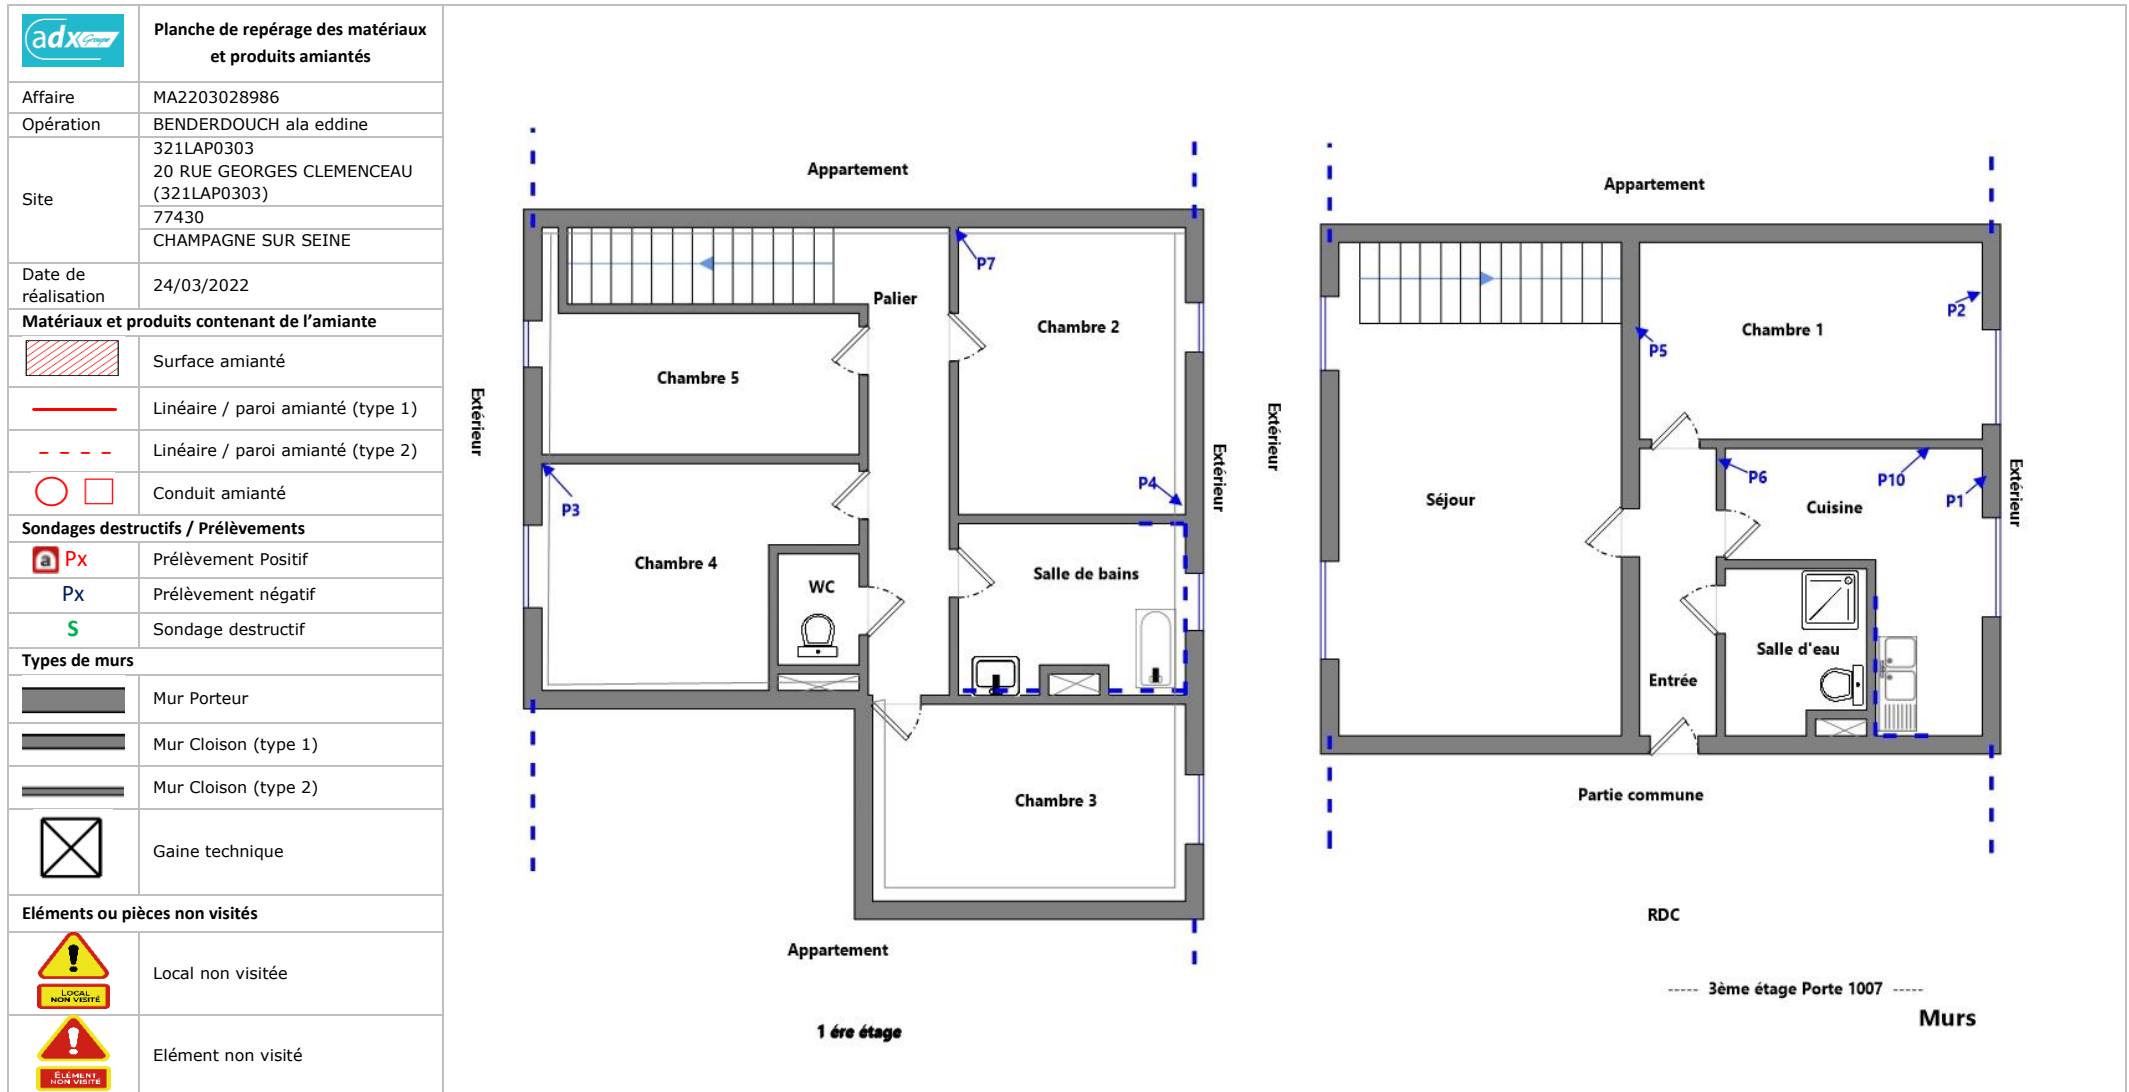 adx Groupe
Planche de repérage des matériaux
et produits amiantés
Affaire
MA2203028986
Opération
BENDERDOUCH ala eddine
Site
321LAP0303
20 RUE GEORGES CLEMENCEAU
(321LAP0303)
77430
CHAMPAGNE SUR SEINE
Date de
réalisation
24/03/2022
Matériaux et produits contenant de l'amiante
Surface amianté
Linéaire / paroi amianté (type 1)
Linéaire / paroi amianté (type 2)
Conduit amianté
Sondages destructifs / Prélèvements
a Px
Prélèvement Positif
Px
Prélèvement négatif
S
Sondage destructif
Types de murs
Mur Porteur
Mur Cloison (type 1)
Mur Cloison (type 2)
Gaine technique
Eléments ou pièces non visités
LOCAL
NON VISITÉ
Local non visitée
ÉLÉMENT
NON VISITÉ
Elément non visité
Appartement
P7
Palier
Chambre 2
Chambre 5
Extérieur
Extérieur
P4
P3
Chambre 4
WC
Salle de bains
Chambre 3
Appartement
1 ére étage
Appartement
P2
Chambre 1
P5
Extérieur
Extérieur
P6
P10
P1
Séjour
Cuisine
Salle d'eau
Entrée
Partie commune
RDC
----- 3ème étage Porte 1007 -----
Murs